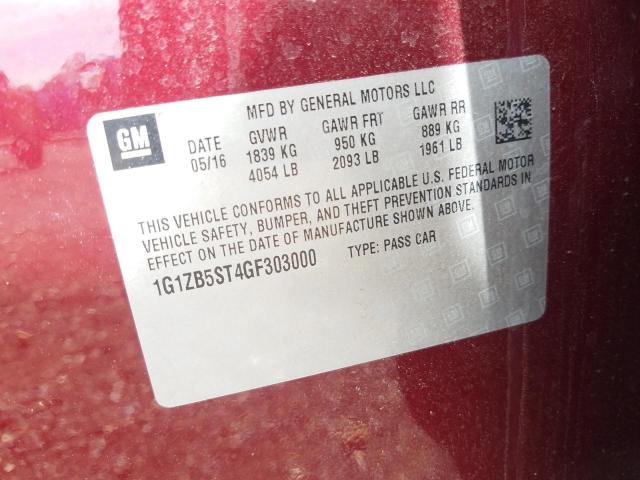 MFD BY GENERAL MOTORS LLC
GM
DATE GVWR GAWR FRT GAWR RR
05/16 1839 KG 950 KG 889 KG
4054 LB 2093 LB 1961 LB
THIS VEHICLE CONFORMS TO ALL APPLICABLE U.S. FEDERAL MOTOR
VEHICLE SAFETY, BUMPER, AND THEFT PREVENTION STANDARDS IN
EFFECT ON THE DATE OF MANUFACTURE SHOWN ABOVE.
1G1ZB5ST4GF303000 TYPE: PASS CAR